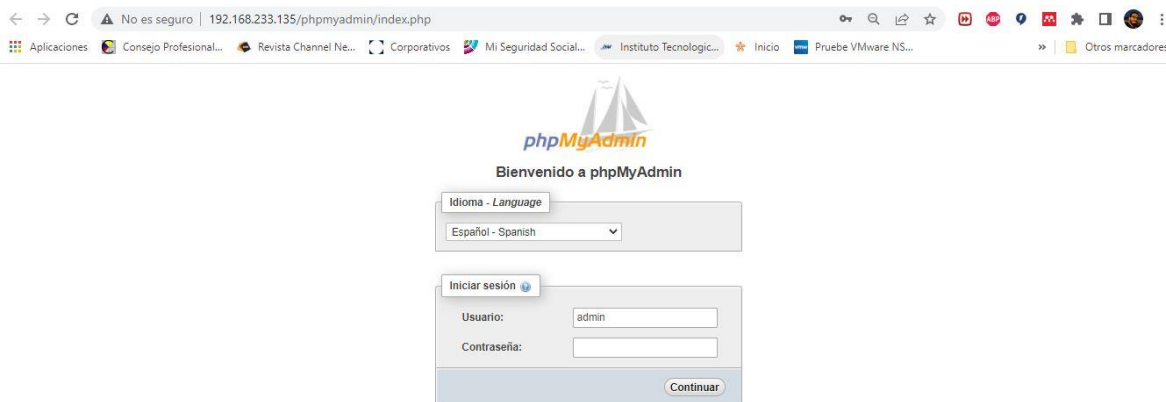 No es seguro | 192.168.233.135/phpmyadmin/index.php
Aplicaciones Consejo Profesional... Revista Channel Ne... Corporativos Mi Seguridad Social... Instituto Tecnologic... Inicio Pruebe VMware NS... » Otros marcadores
phpMyAdmin
Bienvenido a phpMyAdmin
Idioma - Language
Español - Spanish
Iniciar sesión
Usuario: admin
Contraseña:
Continuar